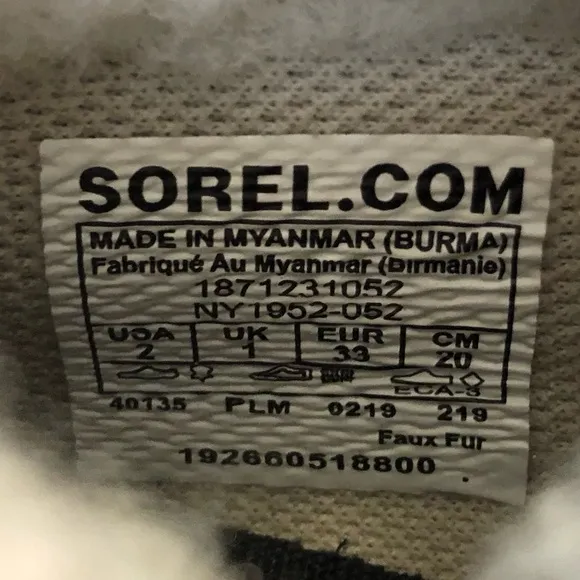 SOREL.COM
MADE IN MYANMAR (BURMA)
Fabriqué Au Myanmar (Birmanie)
1871231052
NY1952-052
USA UK EUR CM
2 1 33 20
ECA-S
40135 PLM 0219 219
Faux Fur
192660518800